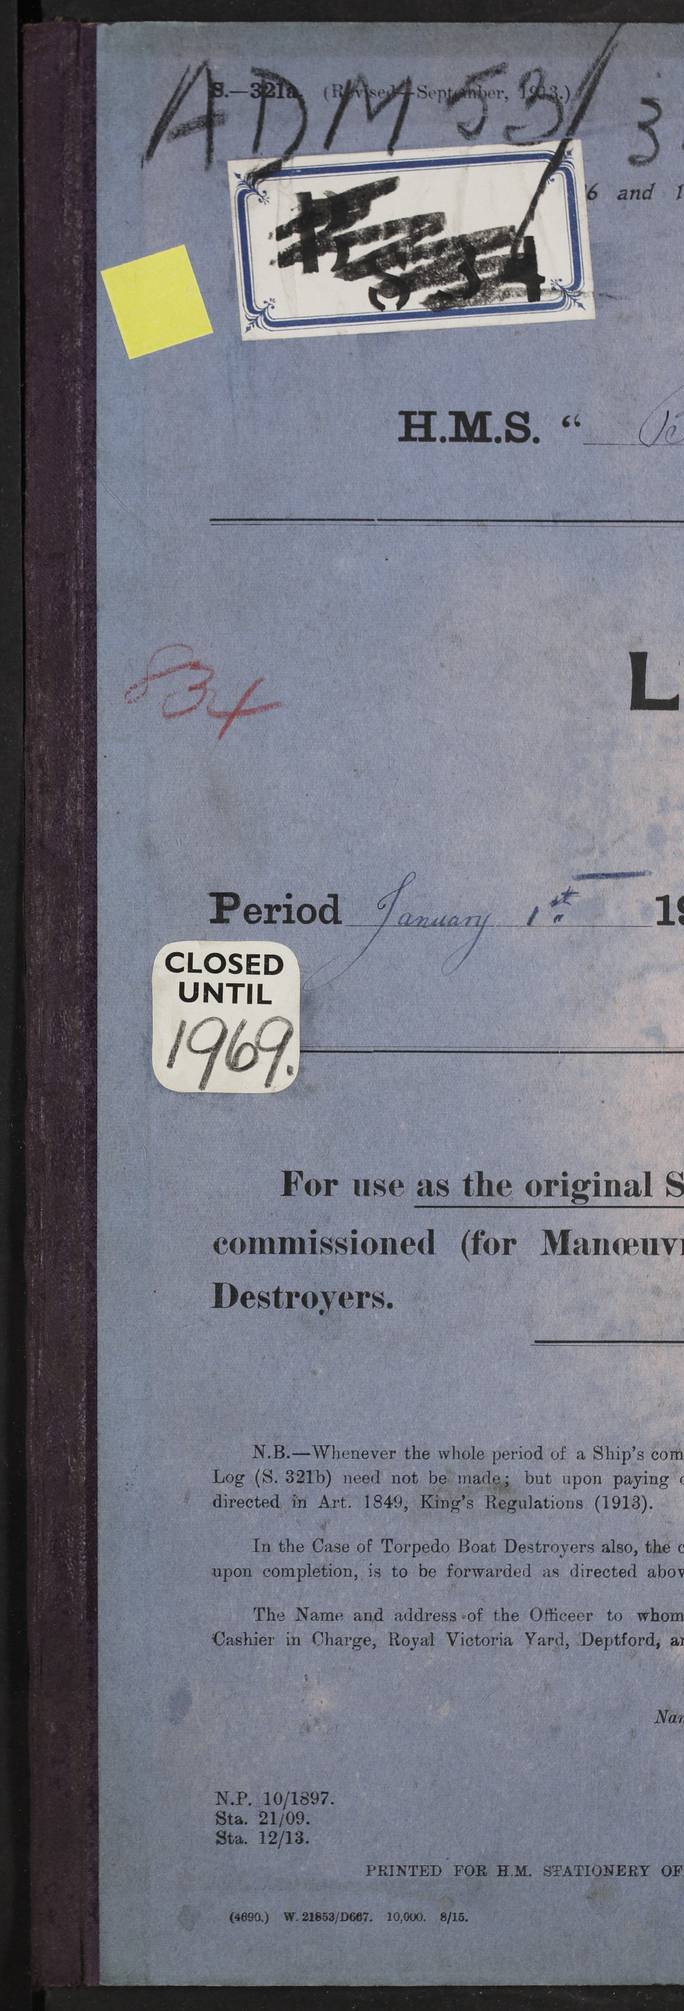 S.—321a. (Revised—September, 1913.)
ADM 53/ 3
6 and 1
534
H.M.S. “
834
L
Period January 1st 19
CLOSED
UNTIL
1969.
For use as the original S
commissioned (for Manœuv
Destroyers.
N.B.—Whenever the whole period of a Ship's com
Log (S. 321b) need not be made; but upon paying
directed in Art. 1849, King's Regulations (1913).
In the Case of Torpedo Boat Destroyers also, the
upon completion, is to be forwarded as directed abov
The Name and address of the Officeer to whom
Cashier in Charge, Royal Victoria Yard, Deptford, a
Nam
N.P. 10/1897.
Sta. 21/09.
Sta. 12/13.
PRINTED FOR H.M. STATIONERY OF
(4690.) W. 21853/D667. 10,000. 8/15.